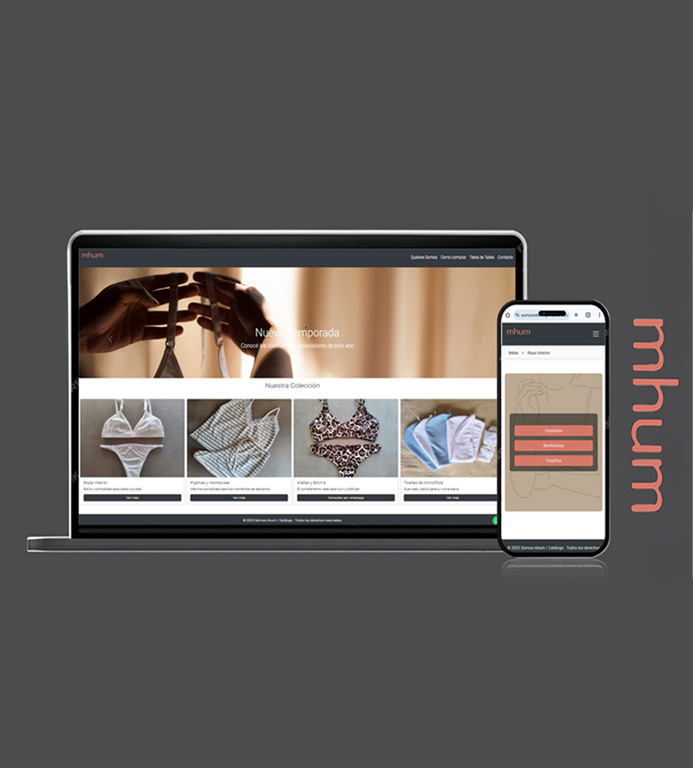 mhum
Quiénes Somos Como comprar Tabla de Talles Contacto
Nueva Temporada
Conocé los
novadores de este año
Nuestra Colección
Ropa Interior
Ver más
Pijamas y Homewear
Ver más
Mallas y Bikinis
Consultar por whatsapp
Toallas de Microfibra
Ver más
© 2025 Somos mhum / Catálogo . Todos los derechos reservados
mhum
Inicio > Ropa Interior
Conjuntos
Bombachas
Corpiños
© 2025 Somos mhum / Catálogo . Todos los derechos
mhum